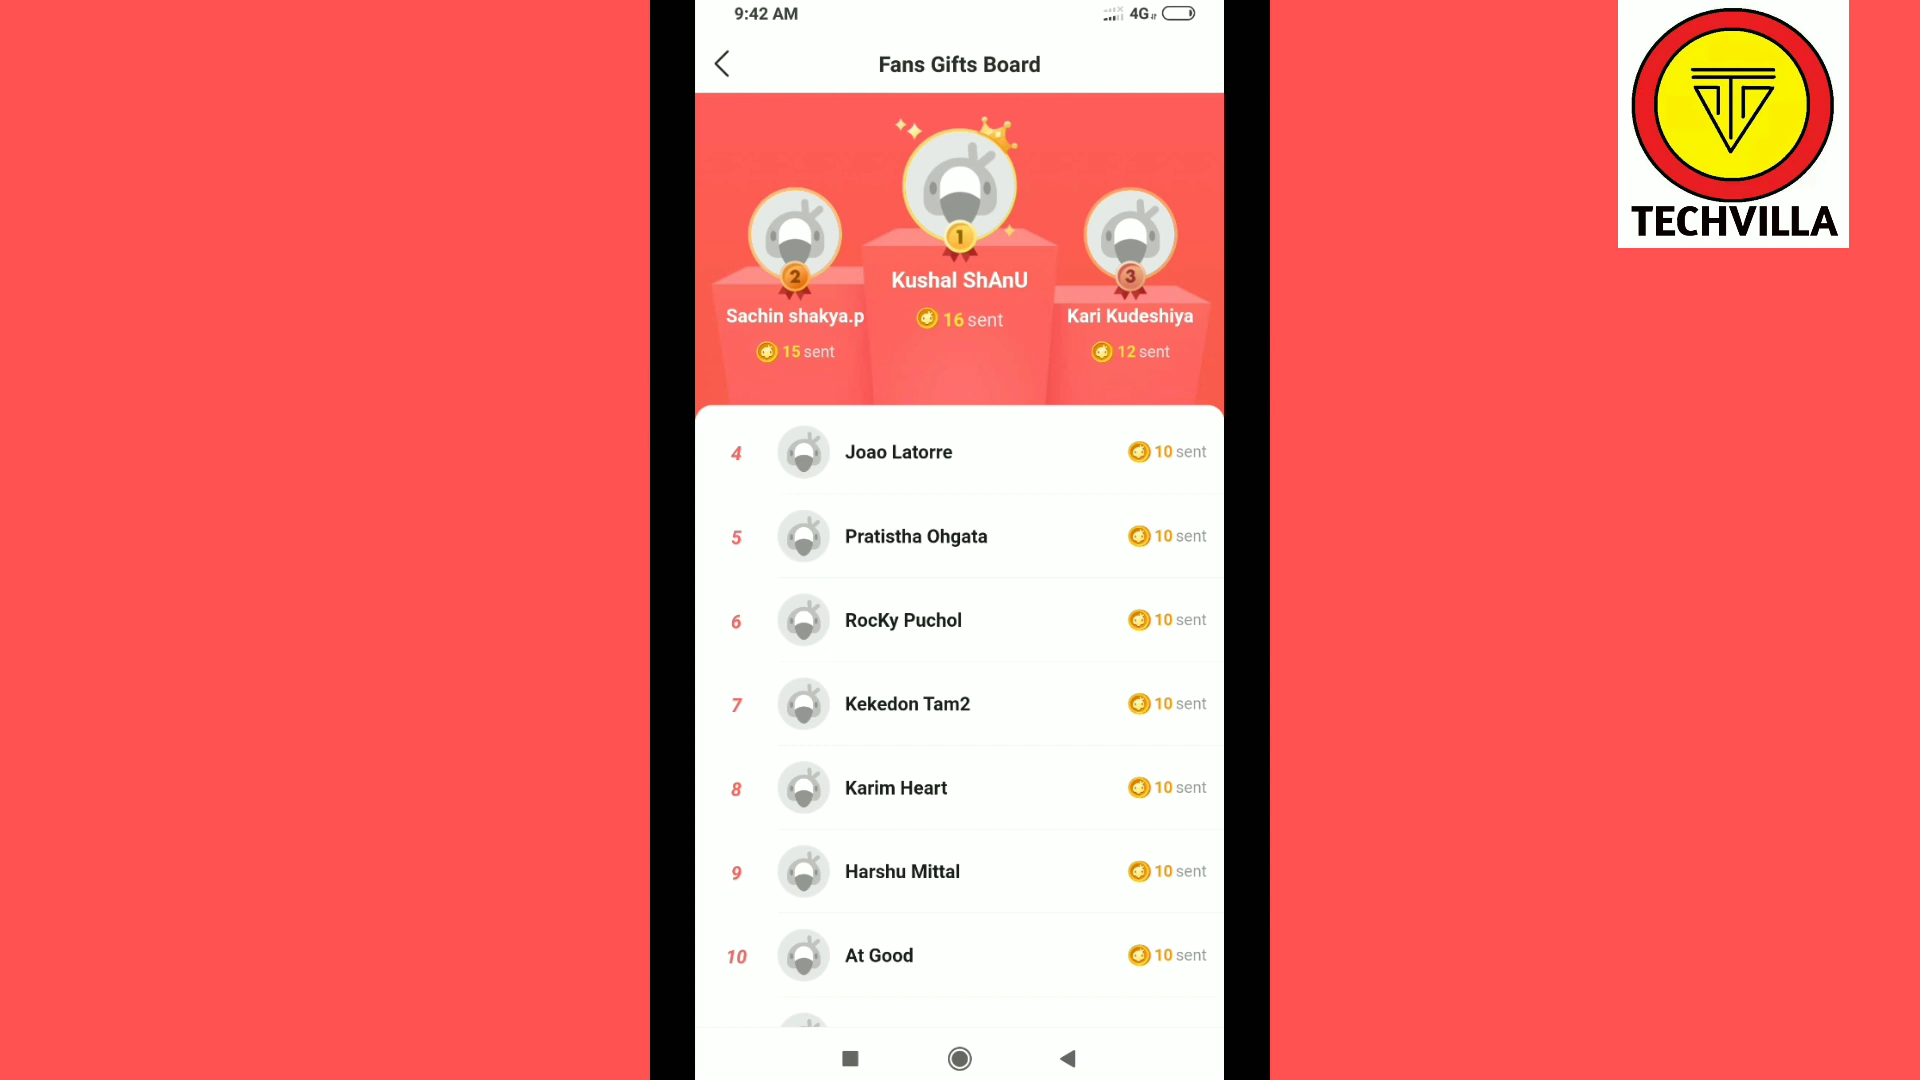 9:42 AM
4G
TECHVILLA
Fans Gifts Board
1
Kushal ShAnU
16 sent
2
Sachin shakya.p
15 sent
3
Kari Kudeshiya
12 sent
4 Joao Latorre 10 sent
5 Pratistha Ohgata 10 sent
6 RocKy Puchol 10 sent
7 Kekedon Tam2 10 sent
8 Karim Heart 10 sent
9 Harshu Mittal 10 sent
10 At Good 10 sent